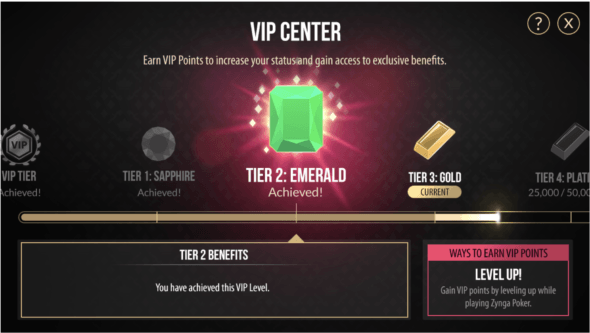 VIP CENTER
? X
Earn VIP Points to increase your status and gain access to exclusive benefits.
VIP
VIP TIER
Achieved!
TIER 1: SAPPHIRE
Achieved!
TIER 2: EMERALD
Achieved!
TIER 3: GOLD
CURRENT
TIER 4: PLATI
25,000 / 50,00
TIER 2 BENEFITS
You have achieved this VIP Level.
WAYS TO EARN VIP POINTS
LEVEL UP!
Gain VIP points by leveling up while
playing Zynga Poker.